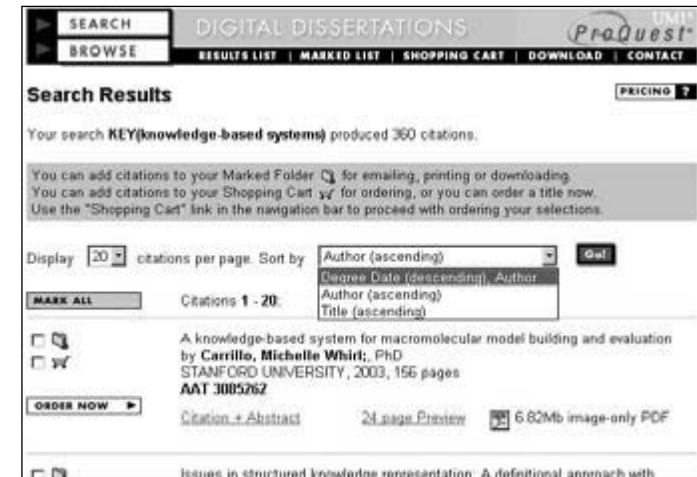 SEARCH
DIGITAL DISSERTATIONS
UMI
ProQuest
BROWSE
RESULTS LIST | MARKED LIST | SHOPPING CART | DOWNLOAD | CONTACT
Search Results
PRICING ?
Your search KEY(knowledge-based systems) produced 360 citations.
You can add citations to your Marked Folder for emailing, printing or downloading.
You can add citations to your Shopping Cart for ordering, or you can order a title now.
Use the "Shopping Cart" link in the navigation bar to proceed with ordering your selections.
Display 20 citations per page. Sort by Author (ascending) Go!
Degree Date (descending), Author
Author (ascending)
Title (ascending)
MARK ALL Citations 1 - 20:
A knowledge-based system for macromolecular model building and evaluation
by Carrillo, Michelle Whirl;, PhD
STANFORD UNIVERSITY, 2003, 156 pages
AAT 3085262
ORDER NOW
Citation + Abstract 24 page Preview 6.82Mb image-only PDF
Issues in structured knowledge representation: A definitional approach with